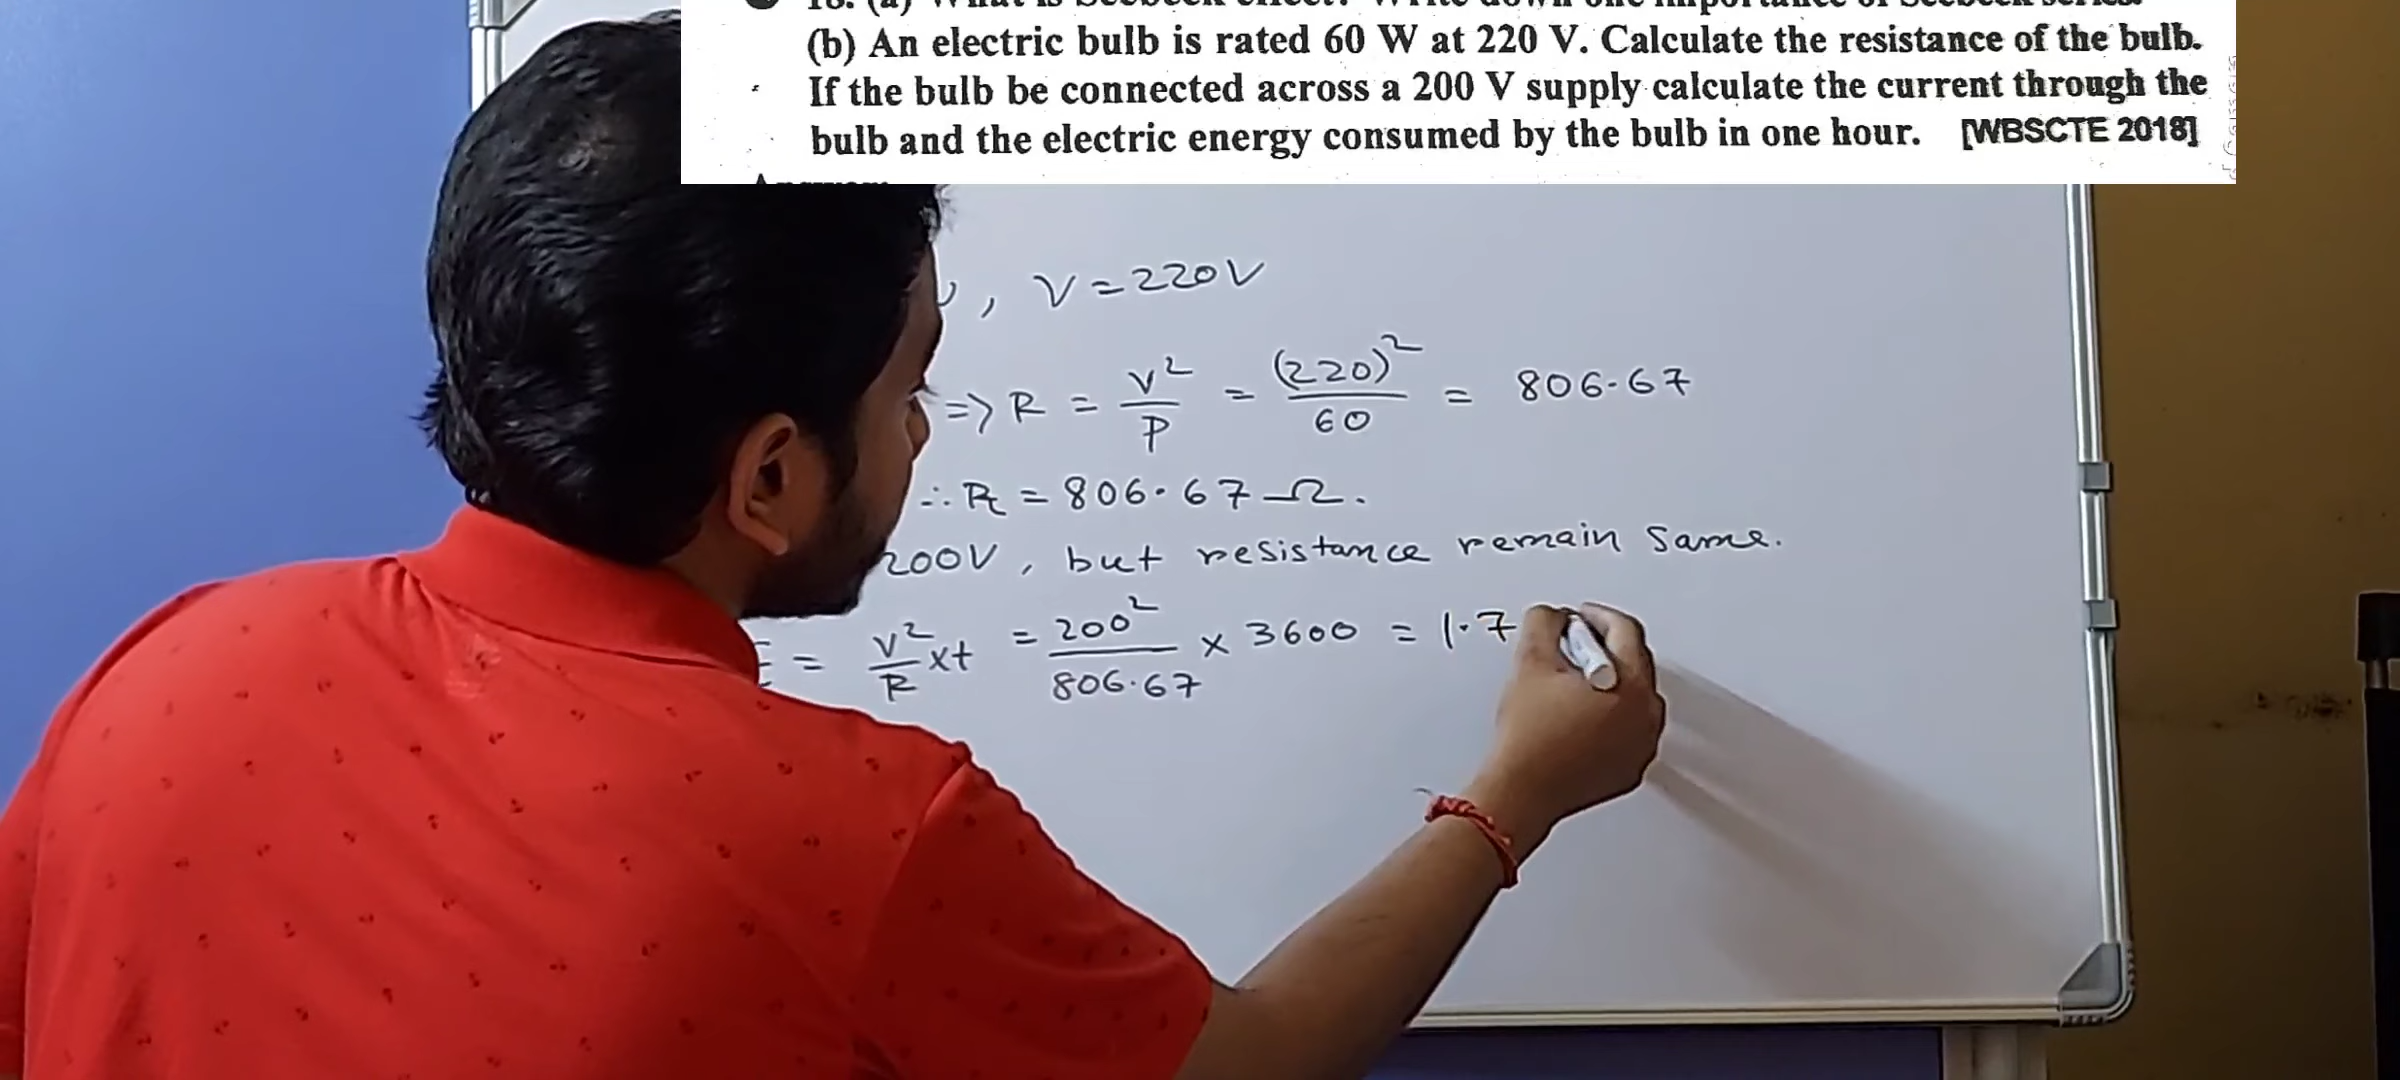 (b) An electric bulb is rated 60 W at 220 V. Calculate the resistance of the bulb.
If the bulb be connected across a 200 V supply calculate the current through the
bulb and the electric energy consumed by the bulb in one hour. [WBSCTE 2018]
, V = 220V
=> R = V²/P = (220)²/60 = 806.67
∴ R = 806.67 Ω.
200V, but resistance remain same.
= V²/R xt = 200²/806.67 × 3600 = 1.7